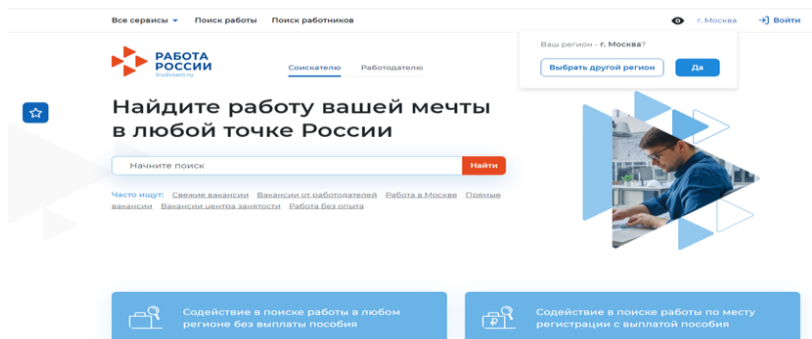 Все сервисы Поиск работы Поиск работников г. Москва Войти
Ваш регион - г. Москва?
Выбрать другой регион Да
РАБОТА
РОССИИ
trudvsem.ru
Соискателю Работодателю
Найдите работу вашей мечты
в любой точке России
Начните поиск Найти
Часто ищут: Свежие вакансии Вакансии от работодателей Работа в Москве Прямые
вакансии Вакансии центра занятости Работа без опыта
Содействие в поиске работы в любом
регионе без выплаты пособия
Содействие в поиске работы по месту
регистрации с выплатой пособия